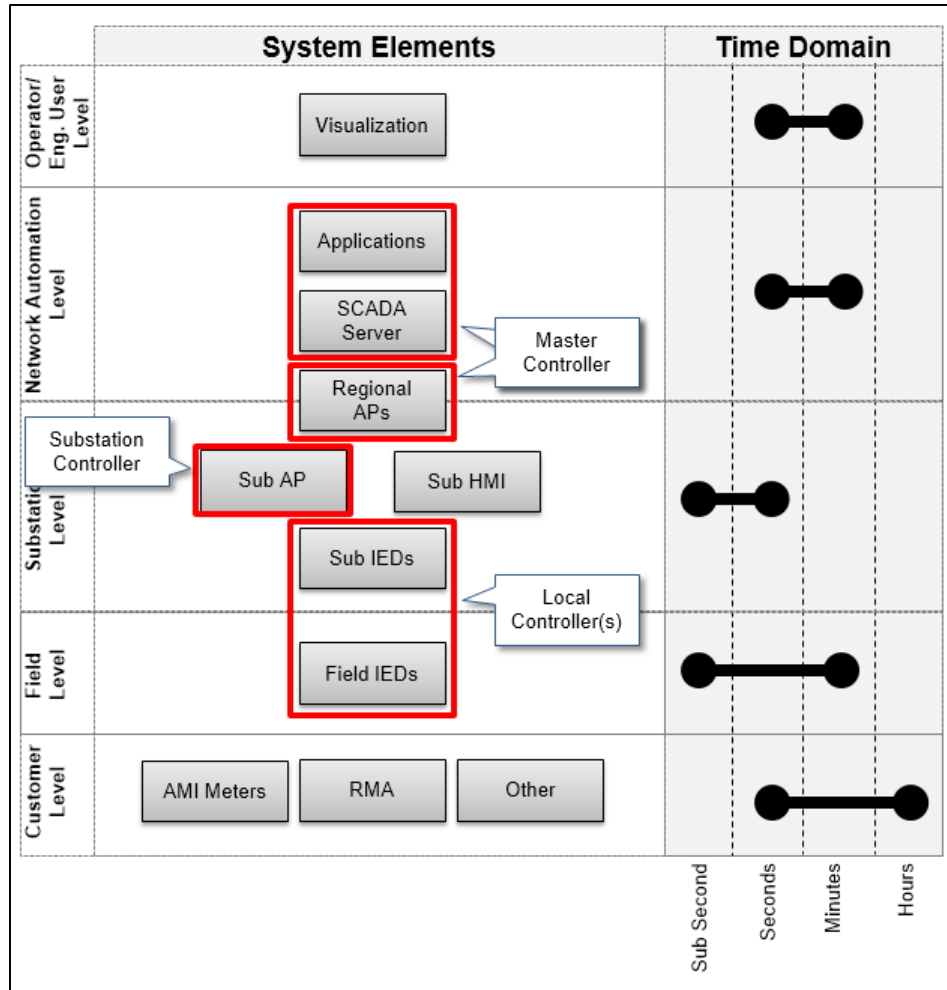 System Elements
Time Domain
Operator/
Eng. User
Level
Visualization
Network Automation
Level
Applications
SCADA
Server
Master
Controller
Regional
APs
Substation
Controller
Level
Sub AP
Sub HMI
Sub IEDs
Local
Controller(s)
Field
Level
Field IEDs
Customer
Level
AMI Meters
RMA
Other
Sub Second
Seconds
Minutes
Hours